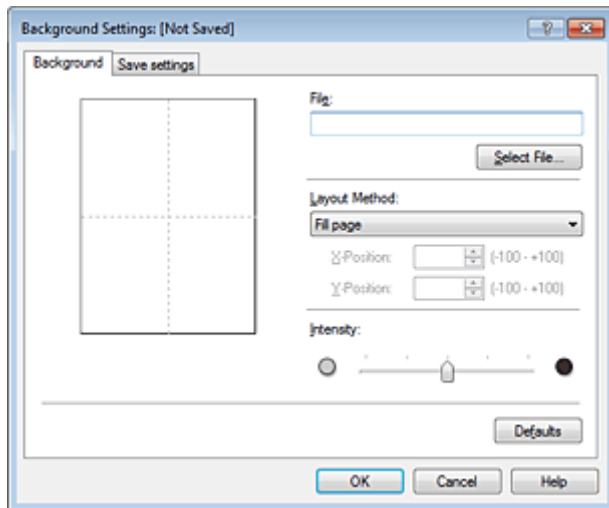 Background Settings: [Not Saved]
Background Save settings
File:
Select File...
Layout Method:
Fill page
X-Position: (-100 - +100)
Y-Position: (-100 - +100)
Intensity:
Defaults
OK Cancel Help